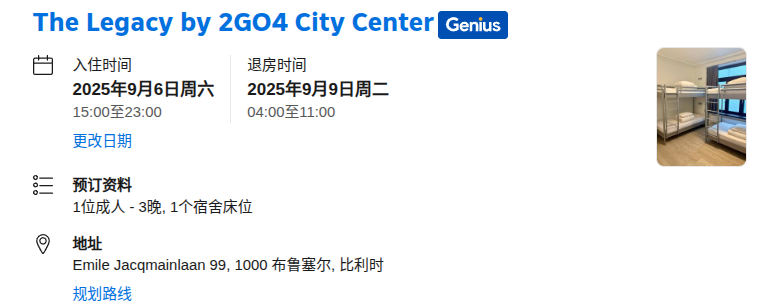 The Legacy by 2GO4 City Center Genius
入住时间
2025年9月6日周六
15:00至23:00
更改日期
退房时间
2025年9月9日周二
04:00至11:00
预订资料
1位成人 - 3晚, 1个宿舍床位
地址
Emile Jacqmainlaan 99, 1000 布鲁塞尔, 比利时
规划路线